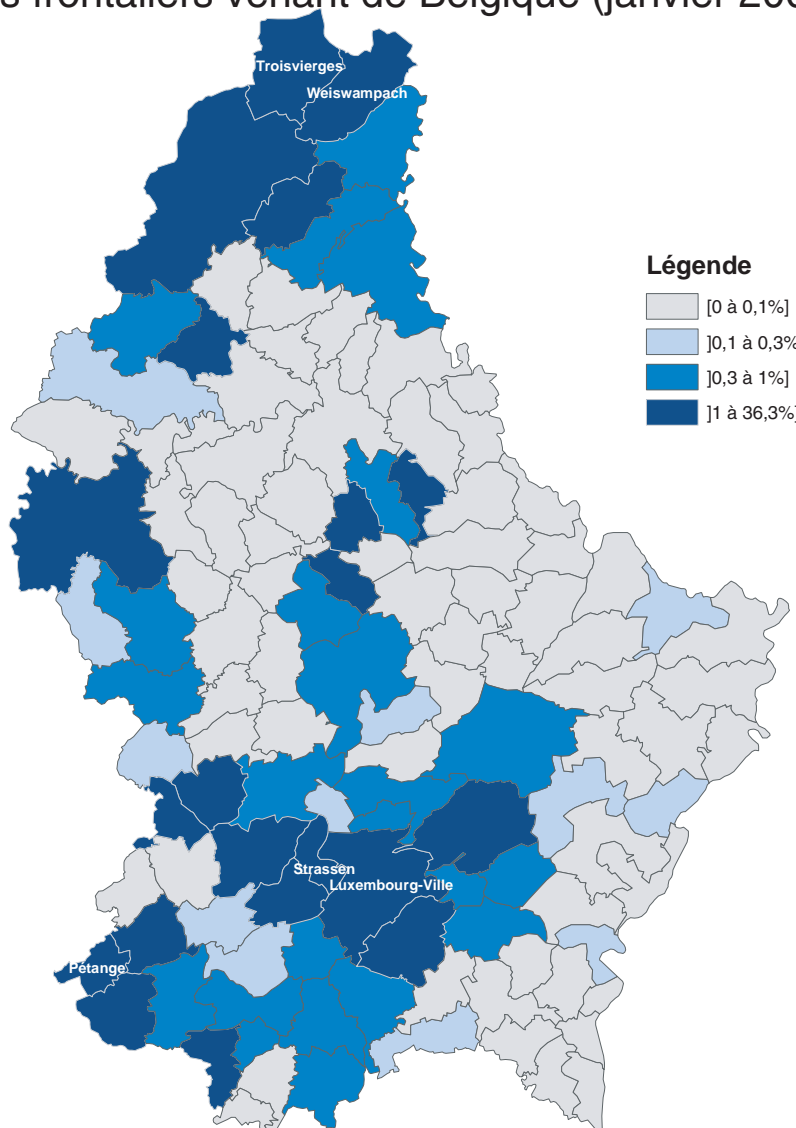 s frontaliers venant de Belgique (janvier 200
Troisvierges
Weiswampach
Légende
[0 à 0,1%]
]0,1 à 0,3%
]0,3 à 1%]
]1 à 36,3%]
Strassen
Luxembourg-Ville
Pétange